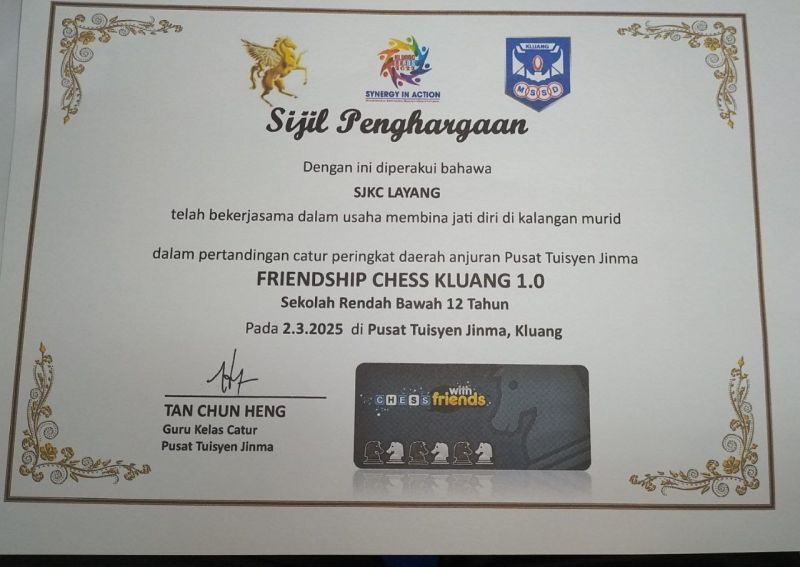 SYNERGY IN ACTION
KLUANG
MSSD
Sijil Penghargaan
Dengan ini diperakui bahawa
SJKC LAYANG
telah bekerjasama dalam usaha membina jati diri di kalangan murid
dalam pertandingan catur peringkat daerah anjuran Pusat Tuisyen Jinma
FRIENDSHIP CHESS KLUANG 1.0
Sekolah Rendah Bawah 12 Tahun
Pada 2.3.2025 di Pusat Tuisyen Jinma, Kluang
TAN CHUN HENG
Guru Kelas Catur
Pusat Tuisyen Jinma
CHESS with friends